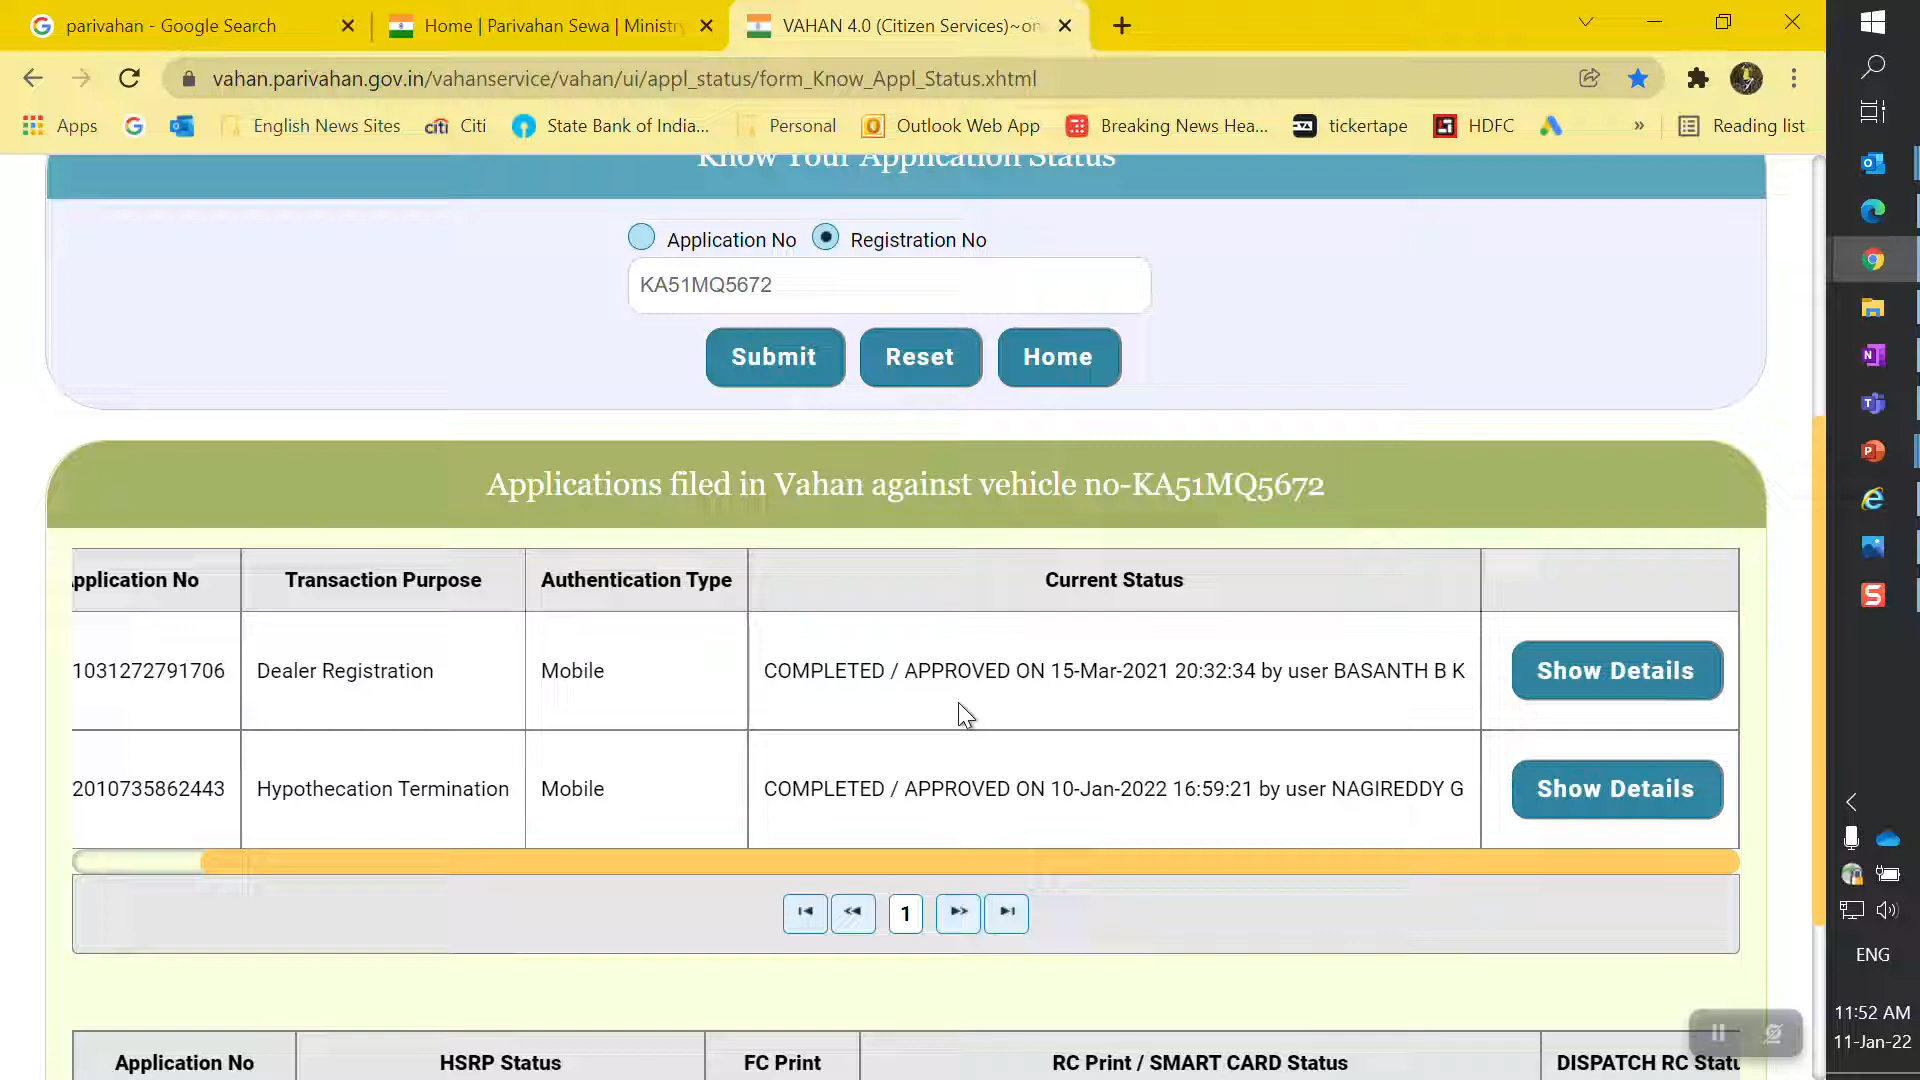 parivahan - Google Search
Home | Parivahan Sewa | Ministr
VAHAN 4.0 (Citizen Services)~on
vahan.parivahan.gov.in/vahanservice/vahan/ui/appl_status/form_Know_Appl_Status.xhtml
Apps English News Sites citi Citi State Bank of India... Personal Outlook Web App Breaking News Hea... tickertape HDFC » Reading list
Know Your Application Status
Application No Registration No
KA51MQ5672
Submit Reset Home
Applications filed in Vahan against vehicle no-KA51MQ5672
pplication No Transaction Purpose Authentication Type Current Status
1031272791706 Dealer Registration Mobile COMPLETED / APPROVED ON 15-Mar-2021 20:32:34 by user BASANTH B K Show Details
2010735862443 Hypothecation Termination Mobile COMPLETED / APPROVED ON 10-Jan-2022 16:59:21 by user NAGIREDDY G Show Details
1
Application No HSRP Status FC Print RC Print / SMART CARD Status DISPATCH RC Statu
ENG
11:52 AM
11-Jan-22